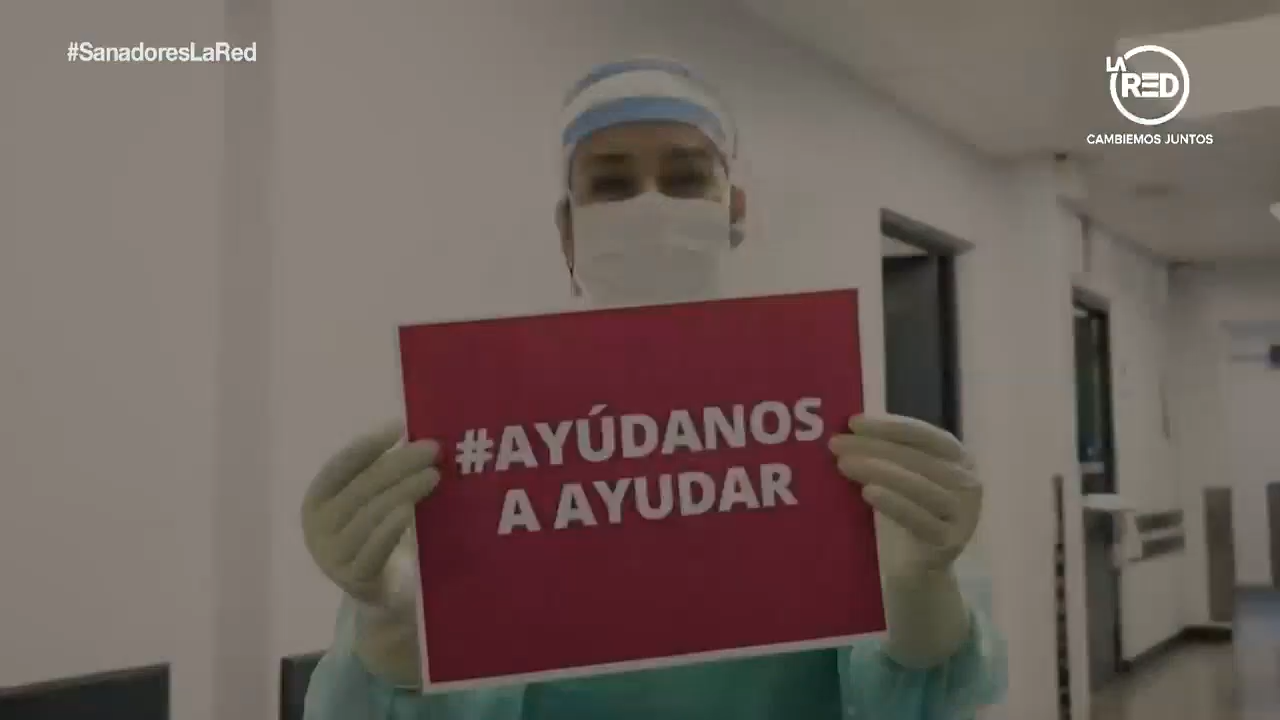 #SanadoresLaRed
LA
RED
CAMBIEMOS JUNTOS
#AYÚDANOS
A AYUDAR